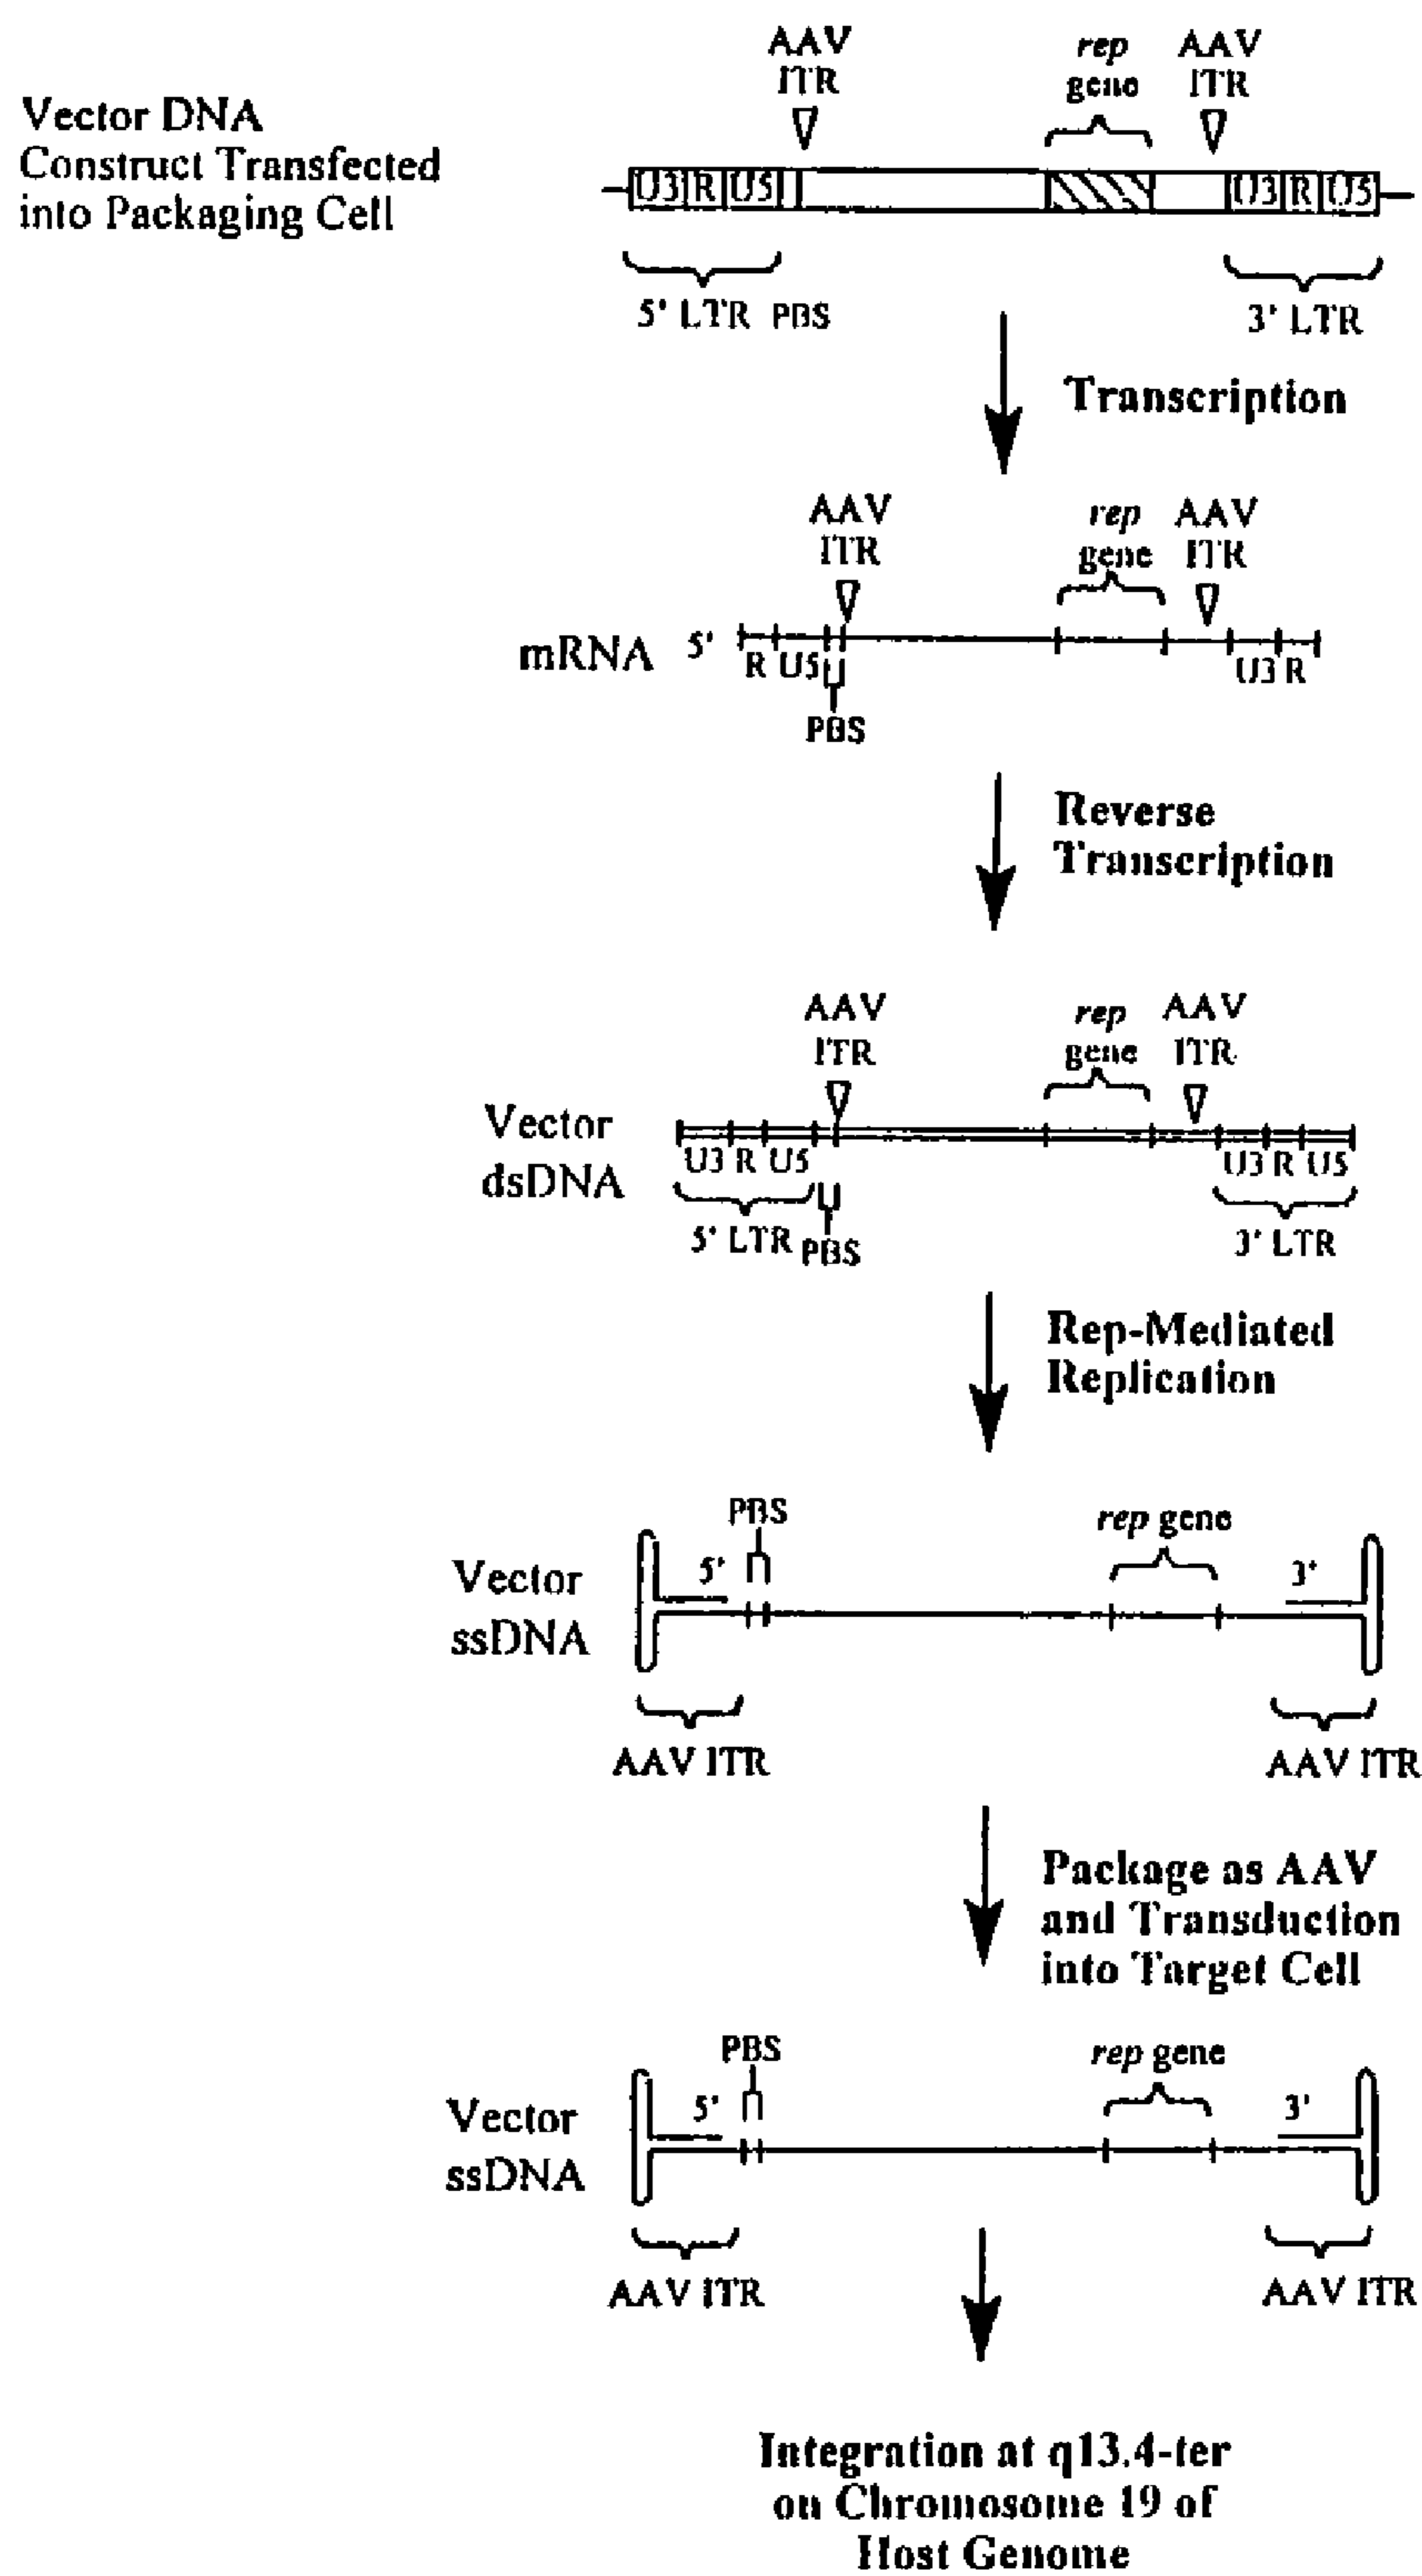 AAV
ITR
rep
gene
AAV
ITR
Vector DNA
Construct Transfected
into Packaging Cell
U3 R U5
U3 R U5
5' LTR PBS
3' LTR
Transcription
AAV
ITR
rep
gene
AAV
ITR
mRNA 5'
R U5
U3 R
PBS
Reverse
Transcription
AAV
ITR
rep
gene
AAV
ITR
Vector
dsDNA
U3 R U5
U3 R U5
5' LTR PBS
3' LTR
Rep-Mediated
Replication
PBS
rep gene
5'
3'
Vector
ssDNA
AAV ITR
AAV ITR
Package as AAV
and Transduction
into Target Cell
PBS
rep gene
5'
3'
Vector
ssDNA
AAV ITR
AAV ITR
Integration at q13.4-ter
on Chromosome 19 of
Host Genome